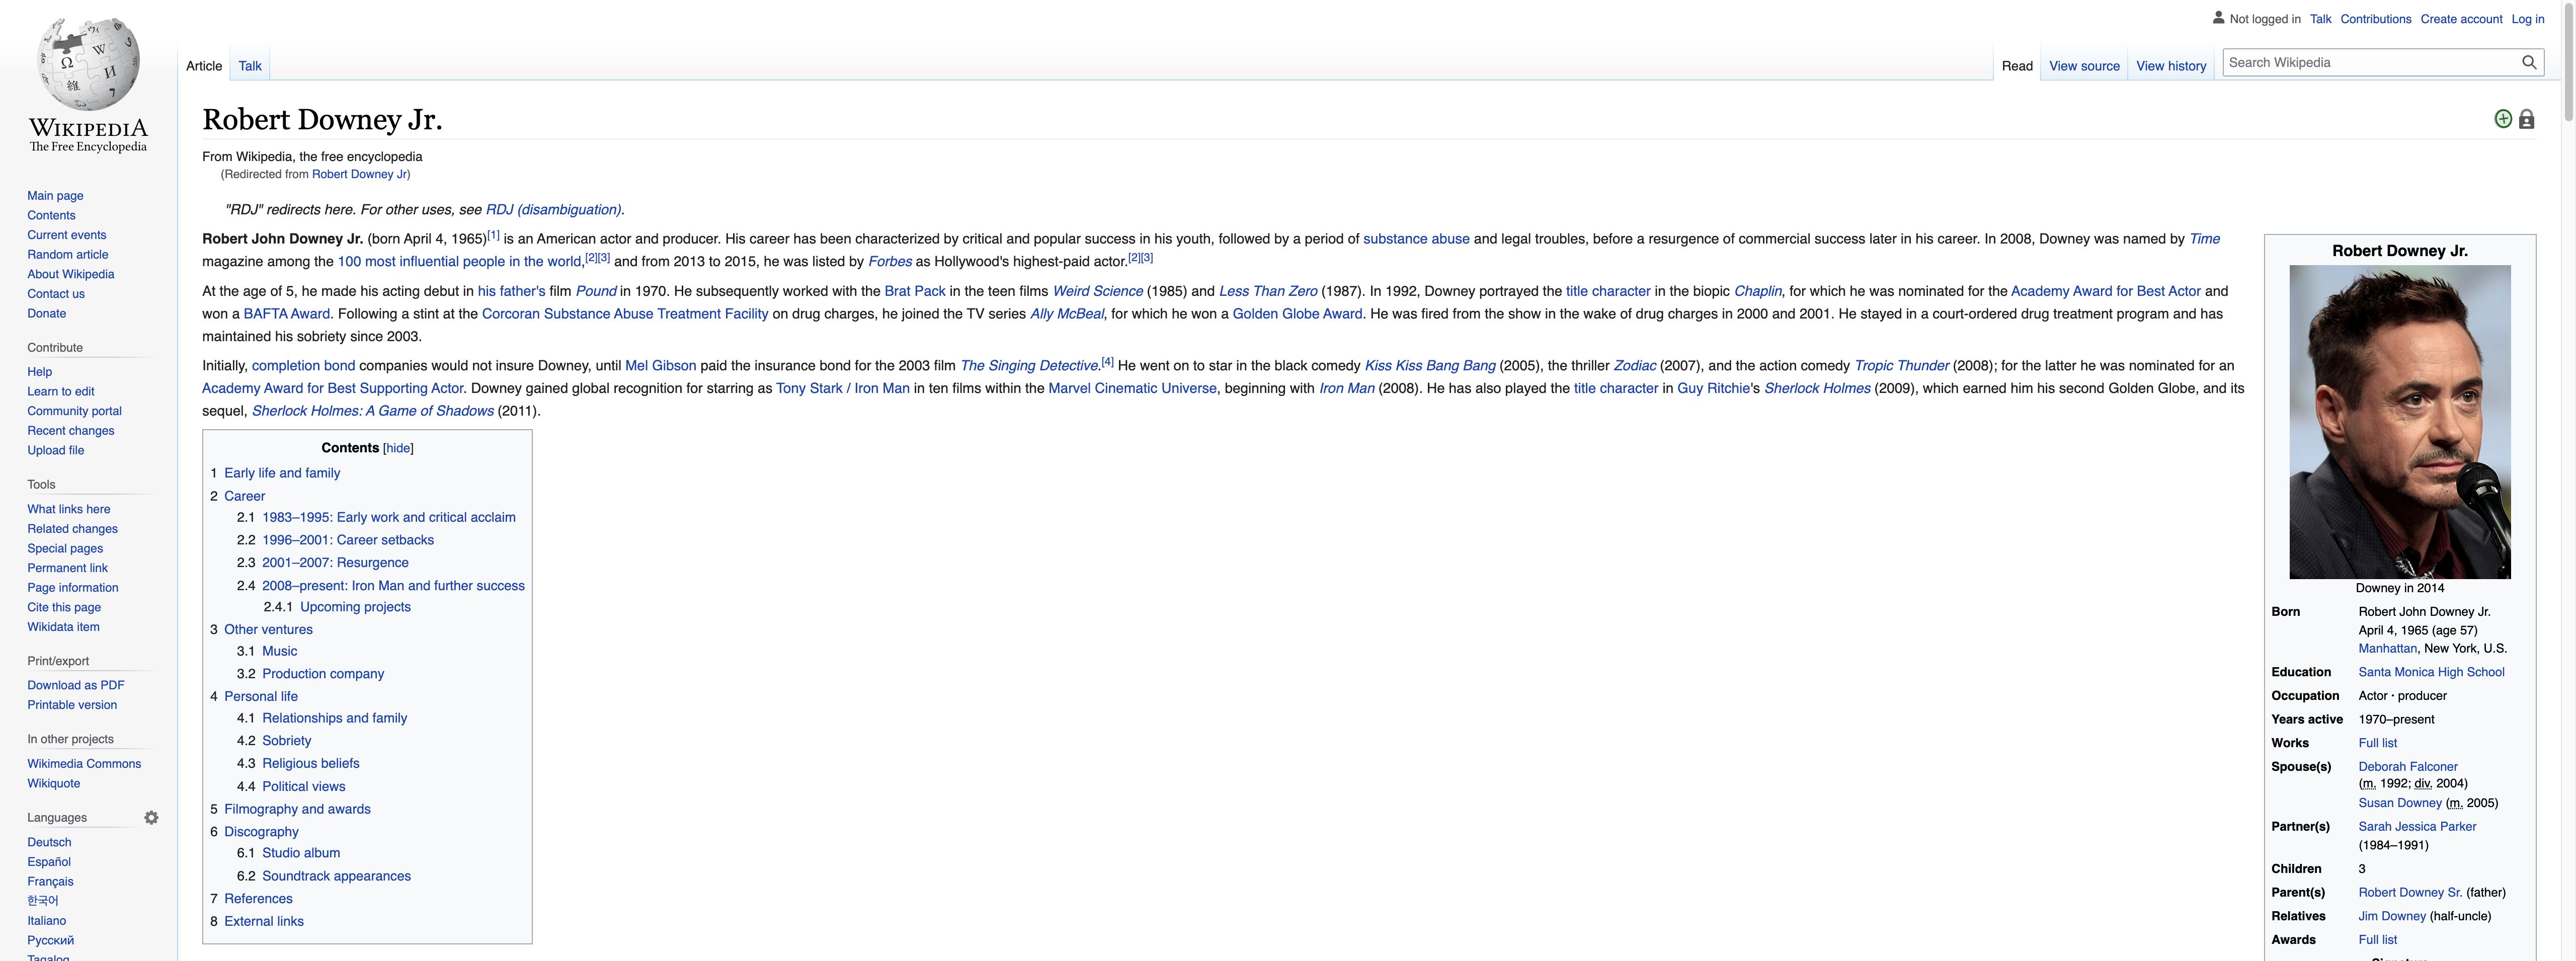 Not logged in Talk Contributions Create account Log in
Article Talk
Read View source View history Search Wikipedia
WIKIPEDIA
The Free Encyclopedia
Main page
Contents
Current events
Random article
About Wikipedia
Contact us
Donate
Contribute
Help
Learn to edit
Community portal
Recent changes
Upload file
Tools
What links here
Related changes
Special pages
Permanent link
Page information
Cite this page
Wikidata item
Print/export
Download as PDF
Printable version
In other projects
Wikimedia Commons
Wikiquote
Languages
Deutsch
Español
Français
한국어
Italiano
Русский
Tagalog
Robert Downey Jr.
From Wikipedia, the free encyclopedia
(Redirected from Robert Downey Jr)
"RDJ" redirects here. For other uses, see RDJ (disambiguation).
Robert John Downey Jr. (born April 4, 1965)[1] is an American actor and producer. His career has been characterized by critical and popular success in his youth, followed by a period of substance abuse and legal troubles, before a resurgence of commercial success later in his career. In 2008, Downey was named by Time
magazine among the 100 most influential people in the world,[2][3] and from 2013 to 2015, he was listed by Forbes as Hollywood's highest-paid actor.[2][3]
At the age of 5, he made his acting debut in his father's film Pound in 1970. He subsequently worked with the Brat Pack in the teen films Weird Science (1985) and Less Than Zero (1987). In 1992, Downey portrayed the title character in the biopic Chaplin, for which he was nominated for the Academy Award for Best Actor and
won a BAFTA Award. Following a stint at the Corcoran Substance Abuse Treatment Facility on drug charges, he joined the TV series Ally McBeal, for which he won a Golden Globe Award. He was fired from the show in the wake of drug charges in 2000 and 2001. He stayed in a court-ordered drug treatment program and has
maintained his sobriety since 2003.
Initially, completion bond companies would not insure Downey, until Mel Gibson paid the insurance bond for the 2003 film The Singing Detective.[4] He went on to star in the black comedy Kiss Kiss Bang Bang (2005), the thriller Zodiac (2007), and the action comedy Tropic Thunder (2008); for the latter he was nominated for an
Academy Award for Best Supporting Actor. Downey gained global recognition for starring as Tony Stark / Iron Man in ten films within the Marvel Cinematic Universe, beginning with Iron Man (2008). He has also played the title character in Guy Ritchie's Sherlock Holmes (2009), which earned him his second Golden Globe, and its
sequel, Sherlock Holmes: A Game of Shadows (2011).
Contents [hide]
1 Early life and family
2 Career
2.1 1983–1995: Early work and critical acclaim
2.2 1996–2001: Career setbacks
2.3 2001–2007: Resurgence
2.4 2008–present: Iron Man and further success
2.4.1 Upcoming projects
3 Other ventures
3.1 Music
3.2 Production company
4 Personal life
4.1 Relationships and family
4.2 Sobriety
4.3 Religious beliefs
4.4 Political views
5 Filmography and awards
6 Discography
6.1 Studio album
6.2 Soundtrack appearances
7 References
8 External links
Robert Downey Jr.
Downey in 2014
Born Robert John Downey Jr.
April 4, 1965 (age 57)
Manhattan, New York, U.S.
Education Santa Monica High School
Occupation Actor · producer
Years active 1970–present
Works Full list
Spouse(s) Deborah Falconer
(m. 1992; div. 2004)
Susan Downey (m. 2005)
Partner(s) Sarah Jessica Parker
(1984–1991)
Children 3
Parent(s) Robert Downey Sr. (father)
Relatives Jim Downey (half-uncle)
Awards Full list